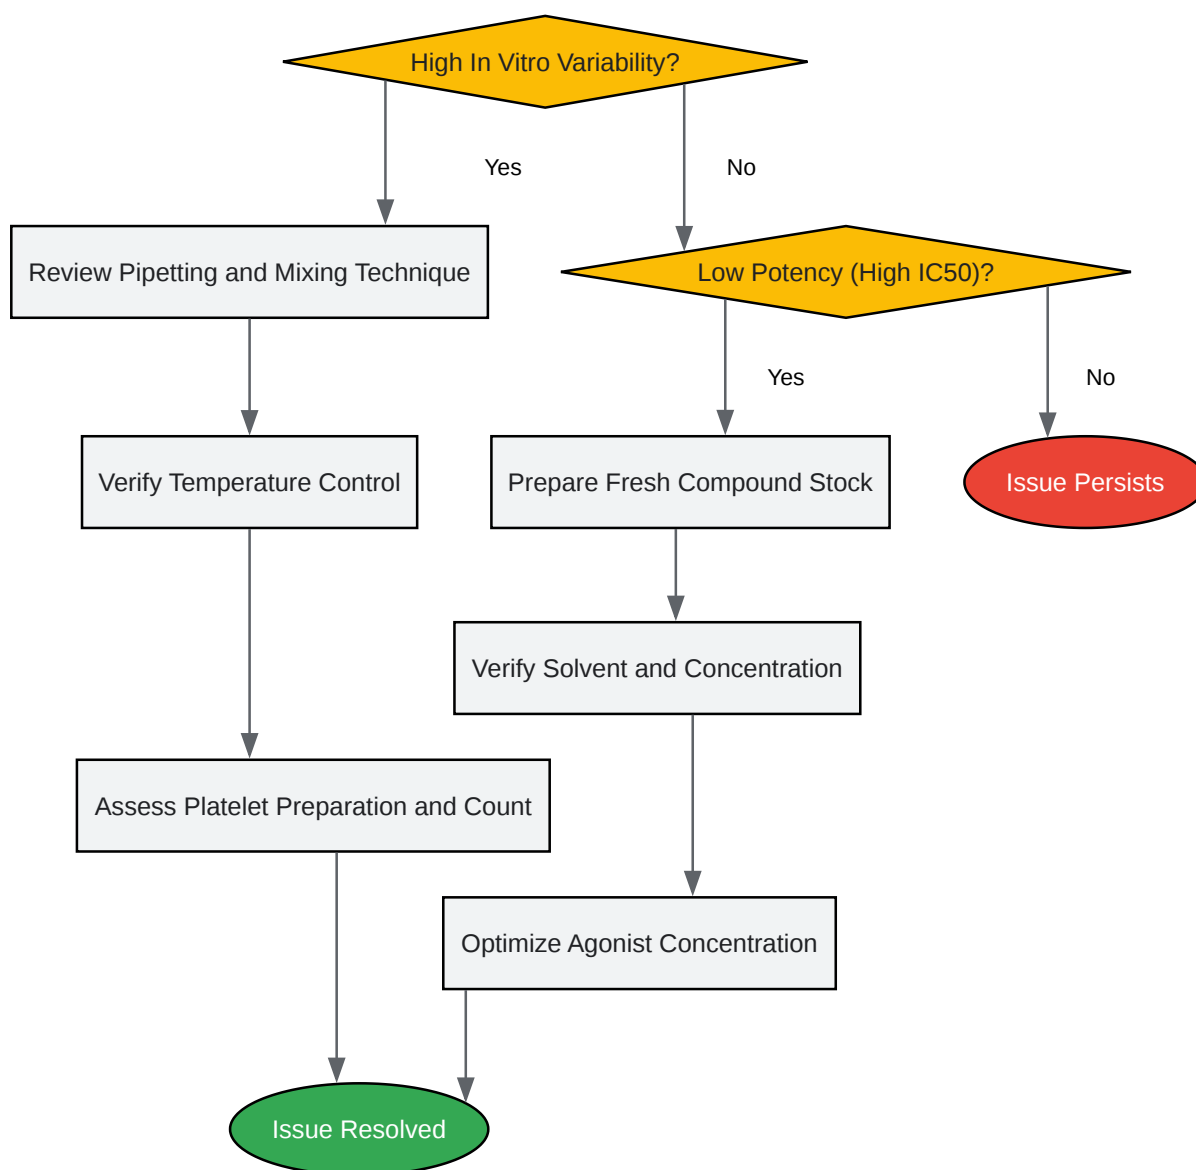 High In Vitro Variability?
Yes
No
Review Pipetting and Mixing Technique
Low Potency (High IC50)?
Yes
No
Verify Temperature Control
Prepare Fresh Compound Stock
Issue Persists
Verify Solvent and Concentration
Assess Platelet Preparation and Count
Optimize Agonist Concentration
Issue Resolved